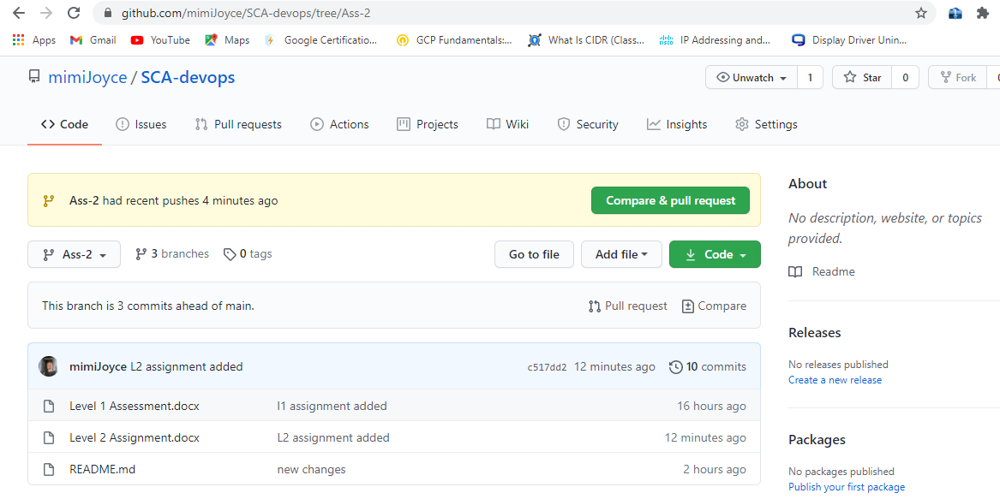 github.com/mimiJoyce/SCA-devops/tree/Ass-2
Apps Gmail YouTube Maps Google Certificatio... GCP Fundamentals:... What Is CIDR (Class... IP Addressing and... Display Driver Unin...
mimiJoyce / SCA-devops Unwatch 1 Star 0 Fork
Code Issues Pull requests Actions Projects Wiki Security Insights Settings
Ass-2 had recent pushes 4 minutes ago Compare & pull request
Ass-2 3 branches 0 tags Go to file Add file Code
This branch is 3 commits ahead of main. Pull request Compare
mimiJoyce L2 assignment added c517dd2 12 minutes ago 10 commits
Level 1 Assessment.docx l1 assignment added 16 hours ago
Level 2 Assignment.docx L2 assignment added 12 minutes ago
README.md new changes 2 hours ago
About
No description, website, or topics
provided.
Readme
Releases
No releases published
Create a new release
Packages
No packages published
Publish your first package